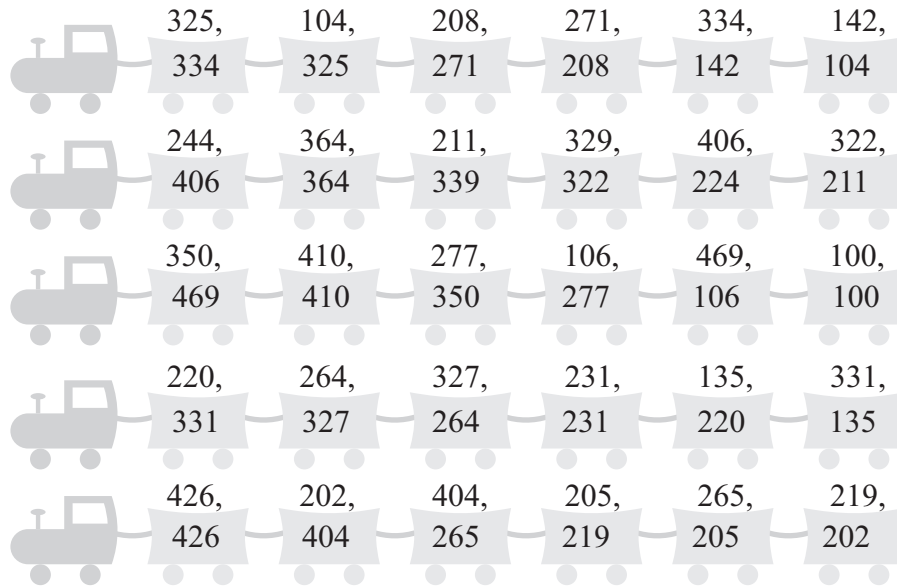 325, 104, 208, 271, 334, 142,
334 325 271 208 142 104
244, 364, 211, 329, 406, 322,
406 364 339 322 224 211
350, 410, 277, 106, 469, 100,
469 410 350 277 106 100
220, 264, 327, 231, 135, 331,
331 327 264 231 220 135
426, 202, 404, 205, 265, 219,
426 404 265 219 205 202